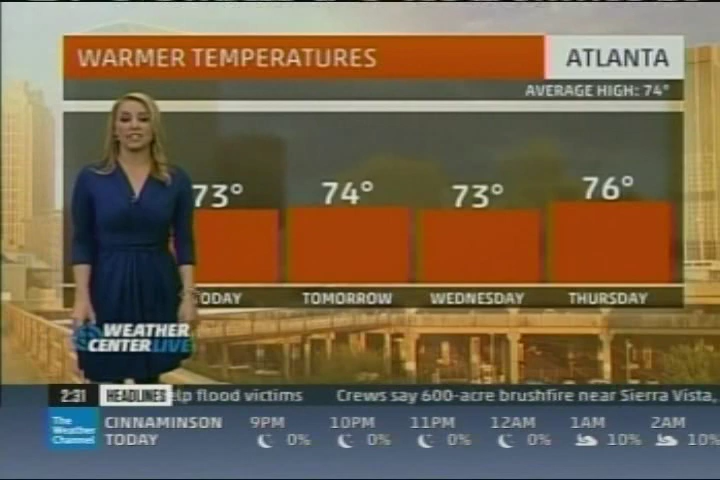 WARMER TEMPERATURES ATLANTA
AVERAGE HIGH: 74°
73° 74° 73° 76°
TODAY TOMORROW WEDNESDAY THURSDAY
WEATHER
CENTER LIVE
2:31 HEADLINES elp flood victims Crews say 600-acre brushfire near Sierra Vista,
The Weather Channel
CINNAMINSON 9PM 10PM 11PM 12AM 1AM 2AM
TODAY 0% 0% 0% 0% 10% 10%